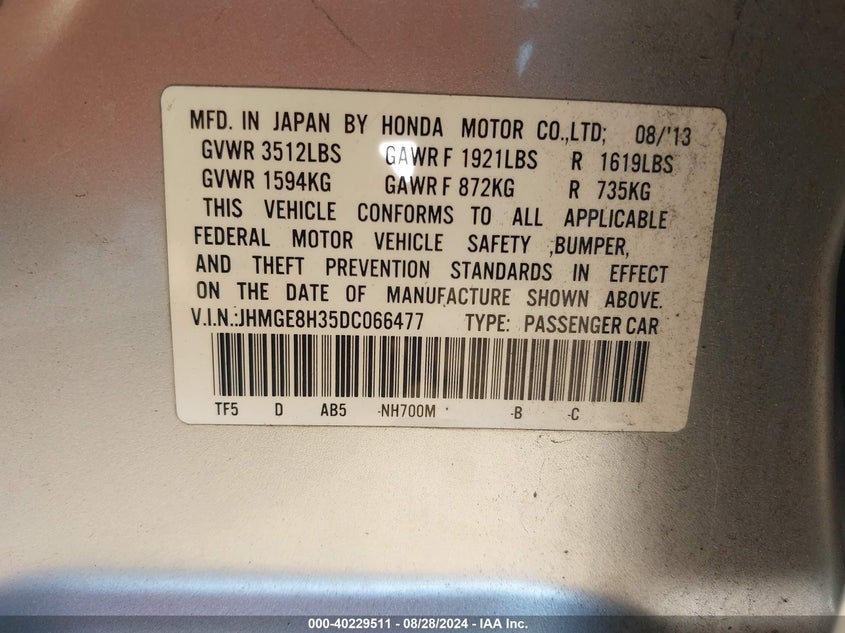 MFD. IN JAPAN BY HONDA MOTOR CO.,LTD; 08/'13
GVWR 3512LBS GAWR F 1921LBS R 1619LBS
GVWR 1594KG GAWR F 872KG R 735KG
THIS VEHICLE CONFORMS TO ALL APPLICABLE
FEDERAL MOTOR VEHICLE SAFETY ,BUMPER,
AND THEFT PREVENTION STANDARDS IN EFFECT
ON THE DATE OF MANUFACTURE SHOWN ABOVE.
V.I.N.:JHMGE8H35DC066477 TYPE: PASSENGER CAR
TF5 D AB5 -NH700M -B -C
000-40229511 - 08/28/2024 - IAA Inc.